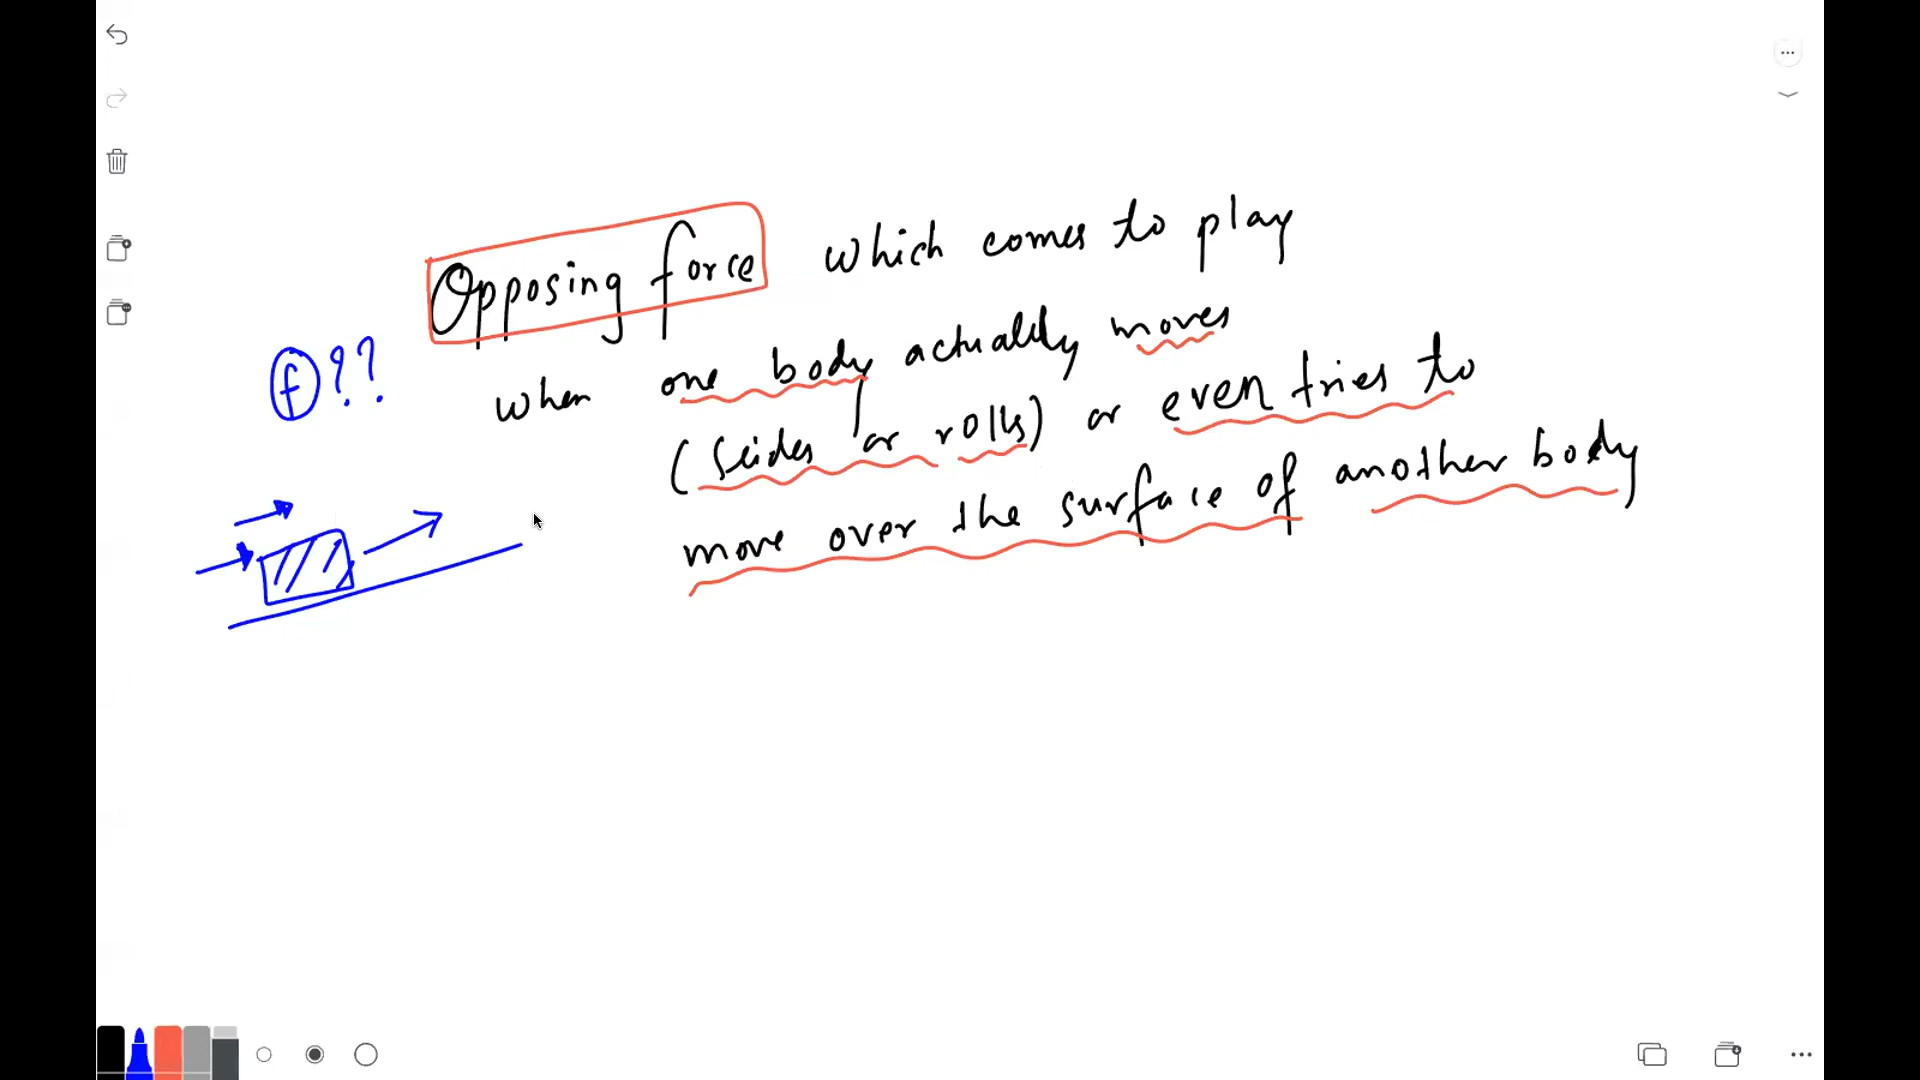 Opposing force which comes to play
f ??
when one body actually moves
(slides or rolls) or even tries to
move over the surface of another body